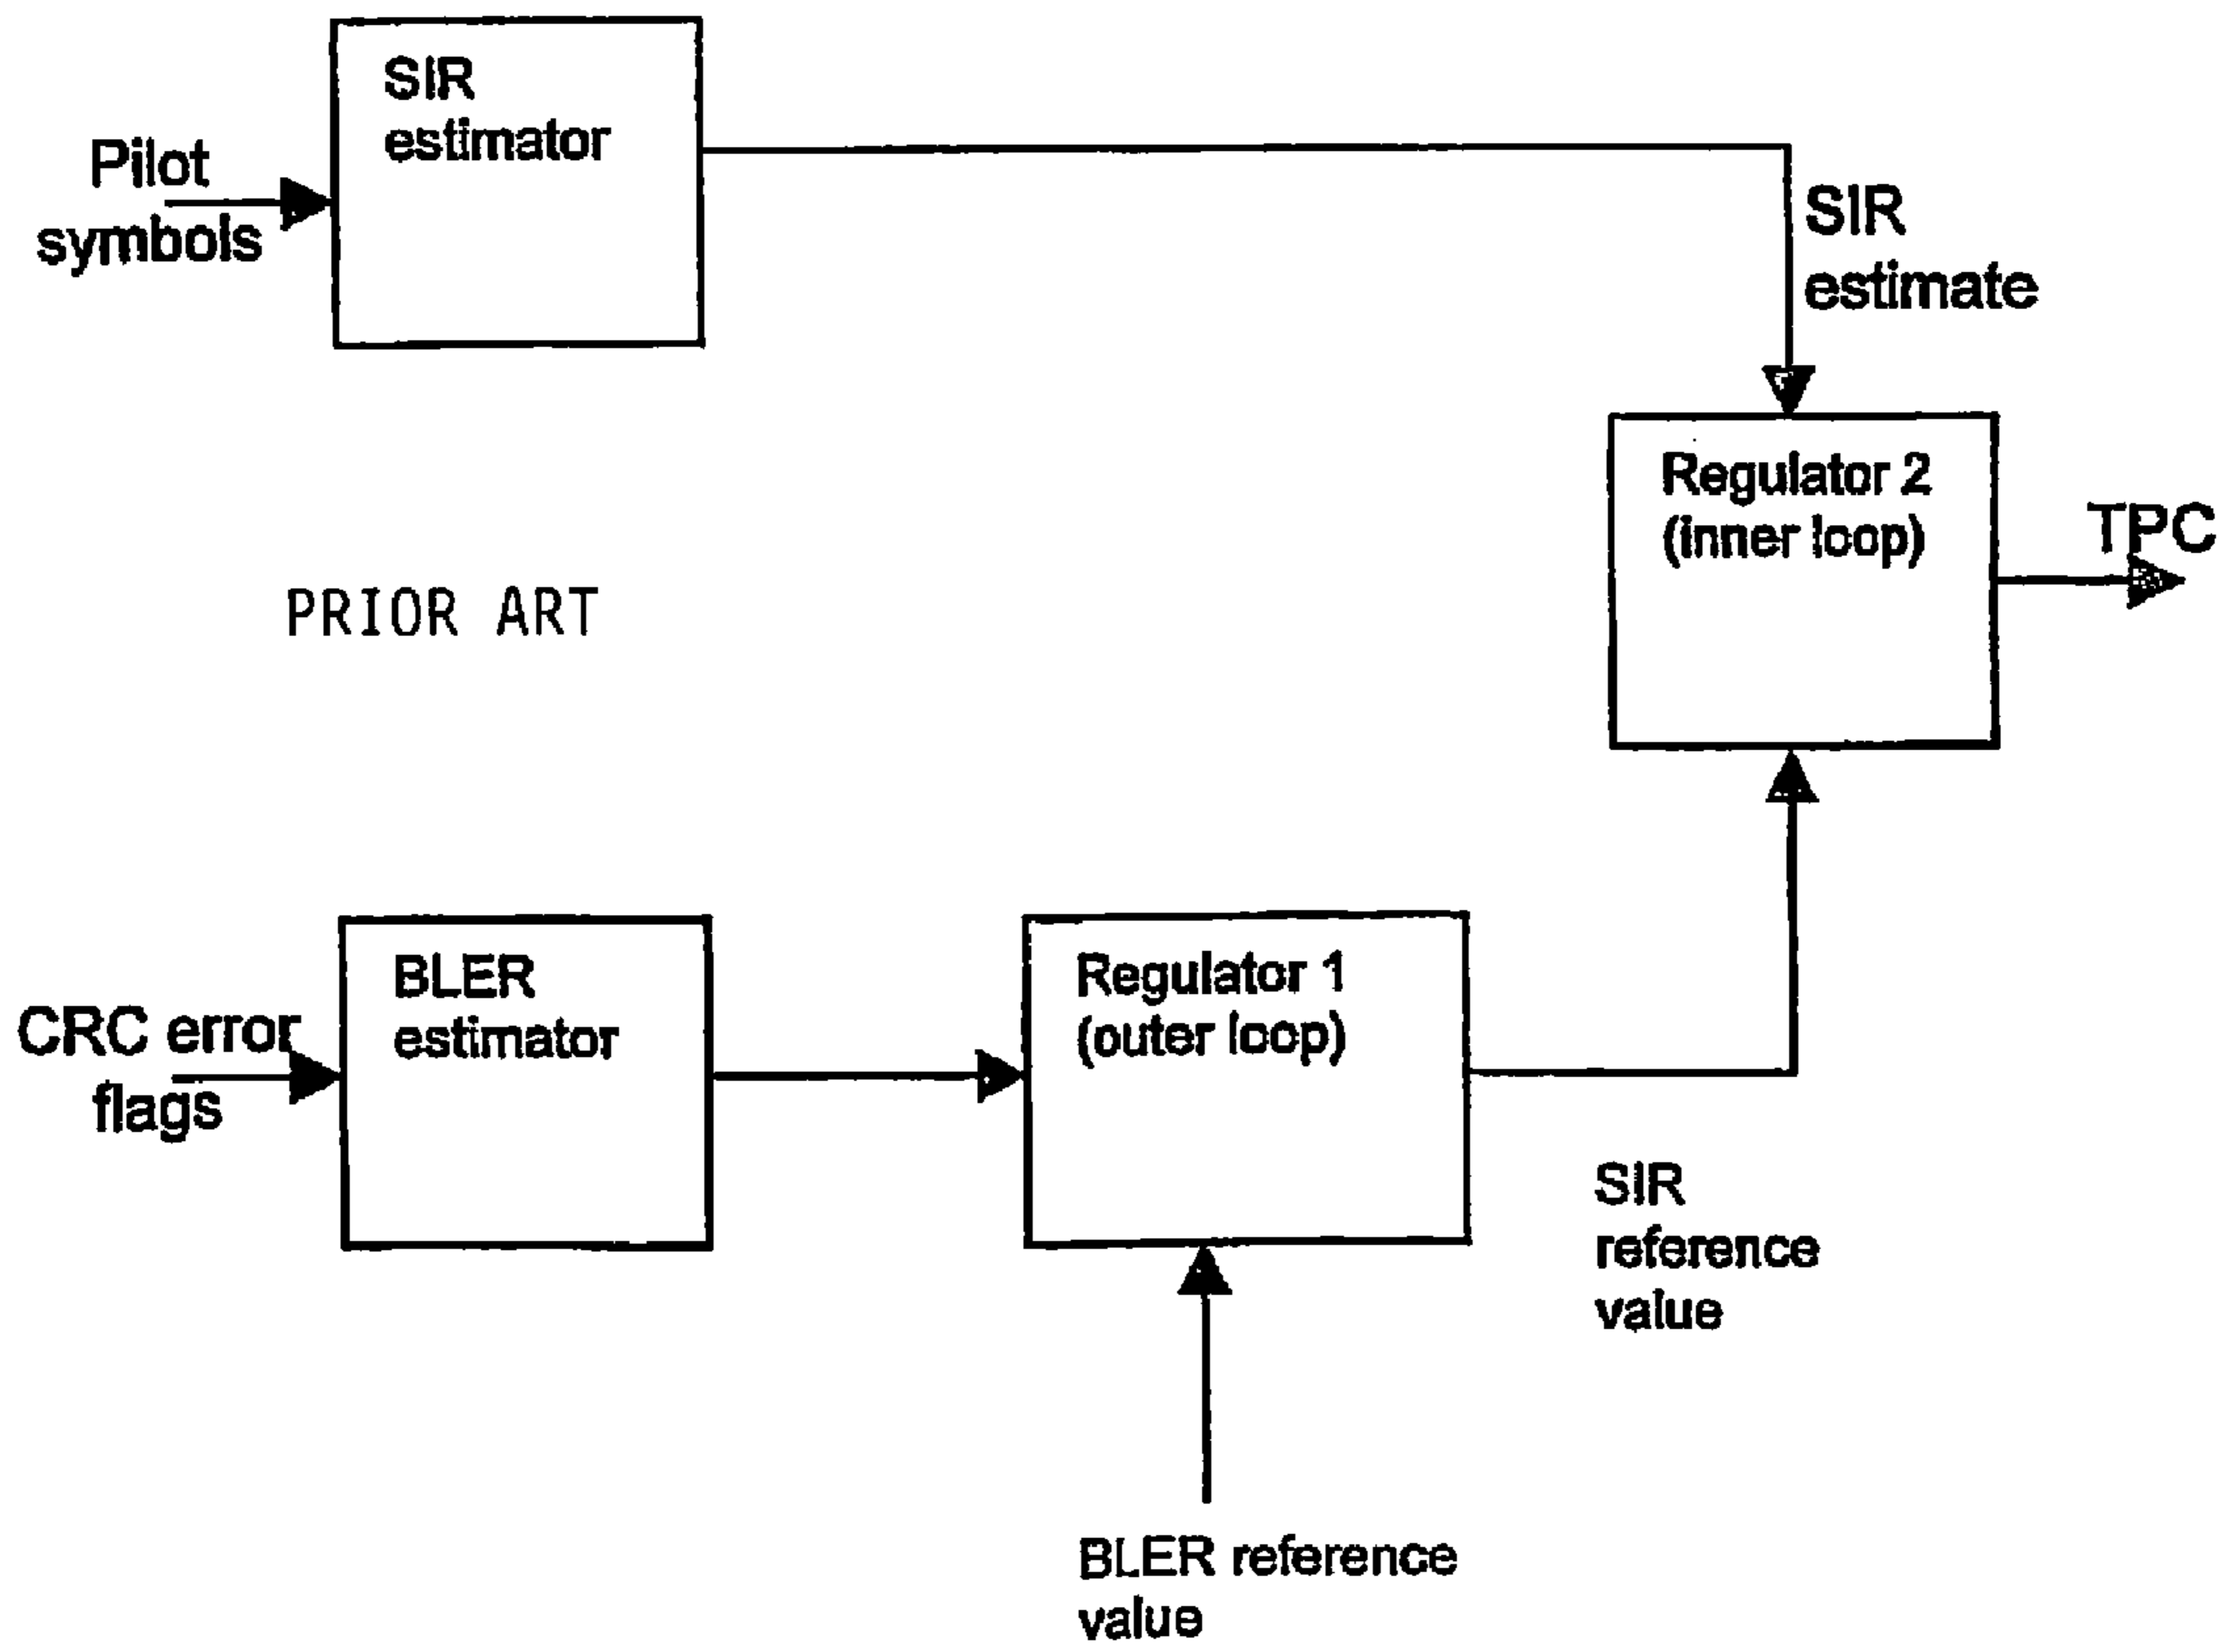 SIR
estimator
Pilot
symbols
SIR
estimate
Regulator 2
(inner loop)
TPC
PRIOR ART
BLER
estimator
CRC error
flags
Regulator 1
(outer loop)
SIR
reference
value
BLER reference
value